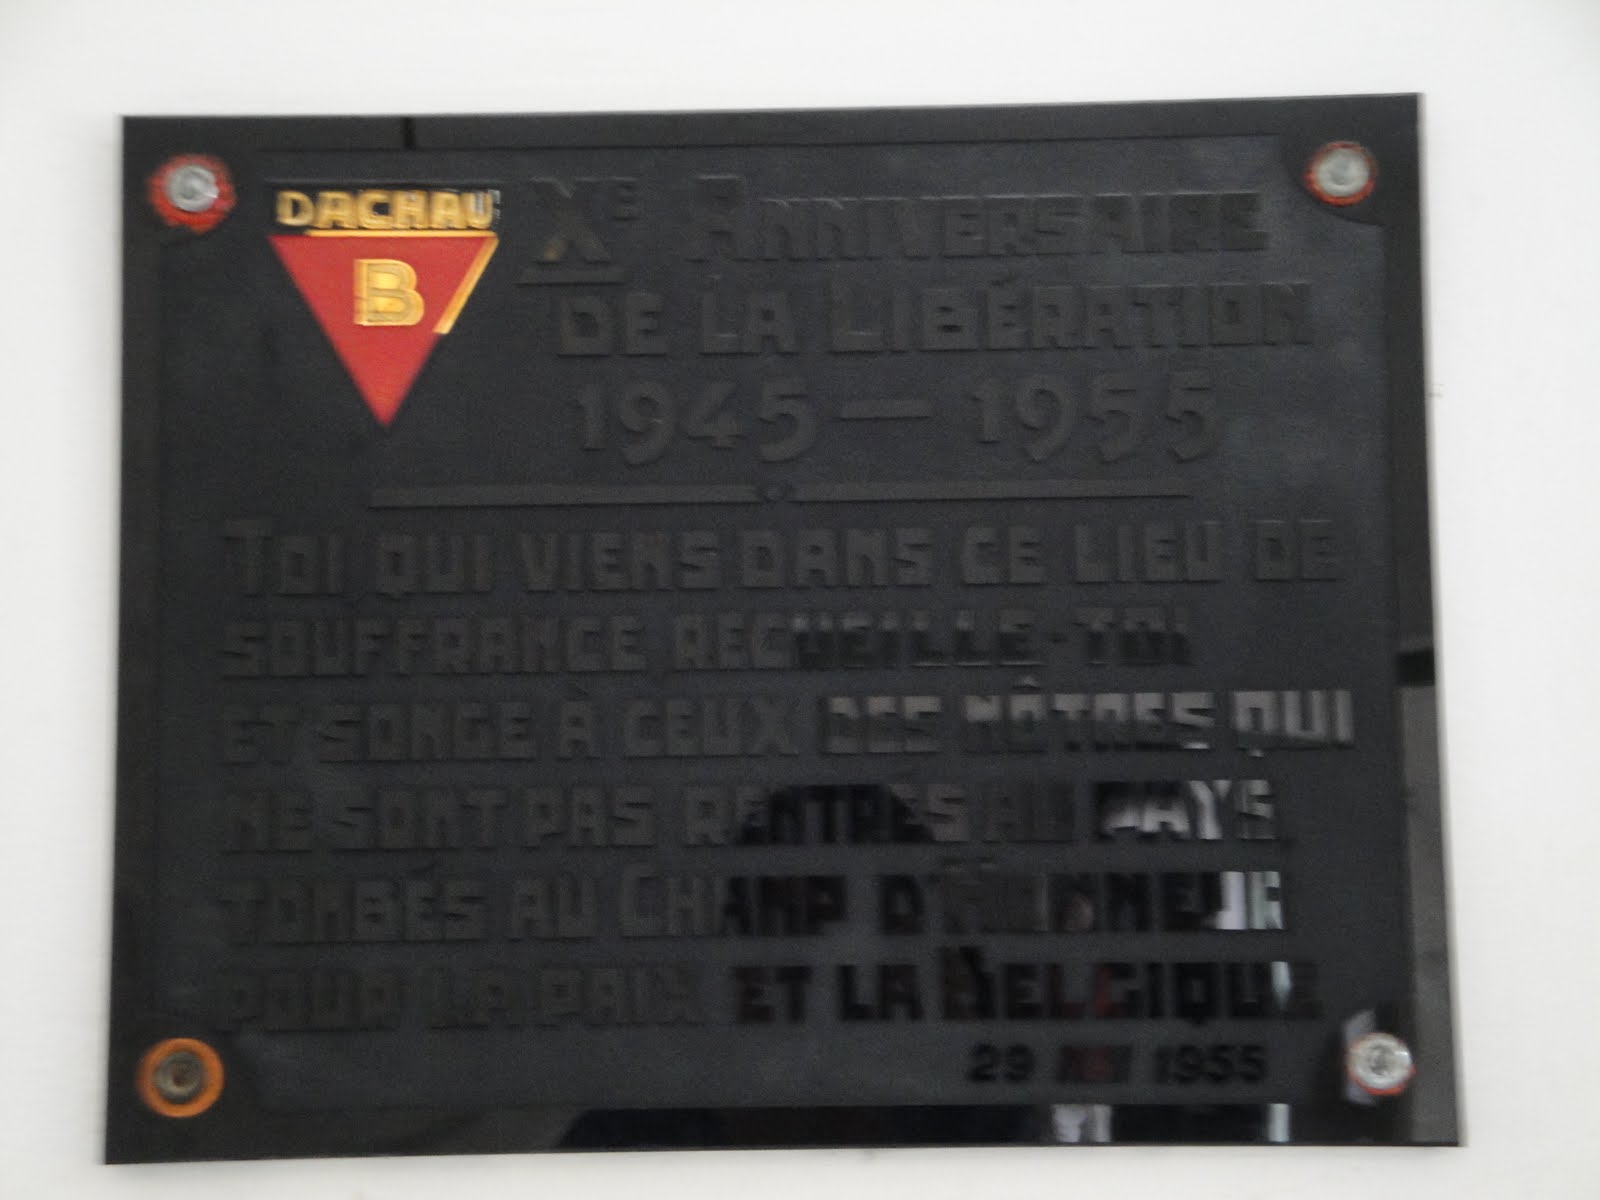 DACHAU
B
Xe ANNIVERSAIRE
DE LA LIBÉRATION
1945 — 1955
TOI QUI VIENS DANS CE LIEU DE
SOUFFRANCE RECUEILLE-TOI
ET SONGE À CEUX DES NÔTRES QUI
NE SONT PAS RENTRÉS AU PAYS,
TOMBÉS AU CHAMP D'HONNEUR
POUR LA PAIX ET LA BELGIQUE
29 1955